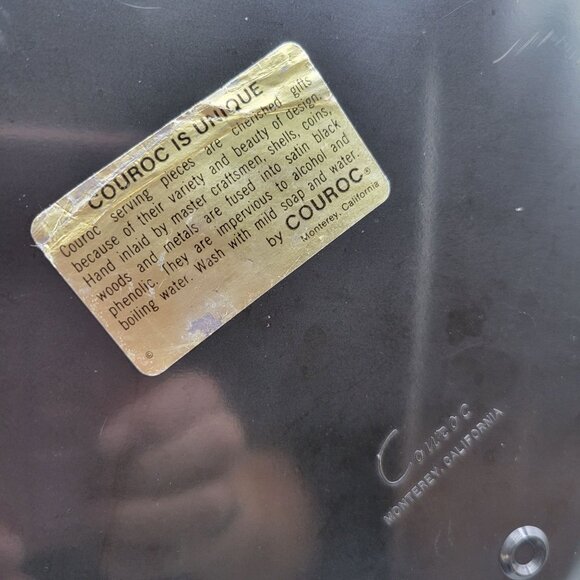 COUROC IS UNIQUE
Couroc serving pieces are cherished gifts
because of their variety and beauty of design.
Hand inlaid by master craftsmen, shells, coins,
woods and metals are fused into satin black
phenolic. They are impervious to alcohol and
boiling water. Wash with mild soap and water.
by COUROC®
Monterey, California
©
Couroc
MONTEREY, CALIFORNIA